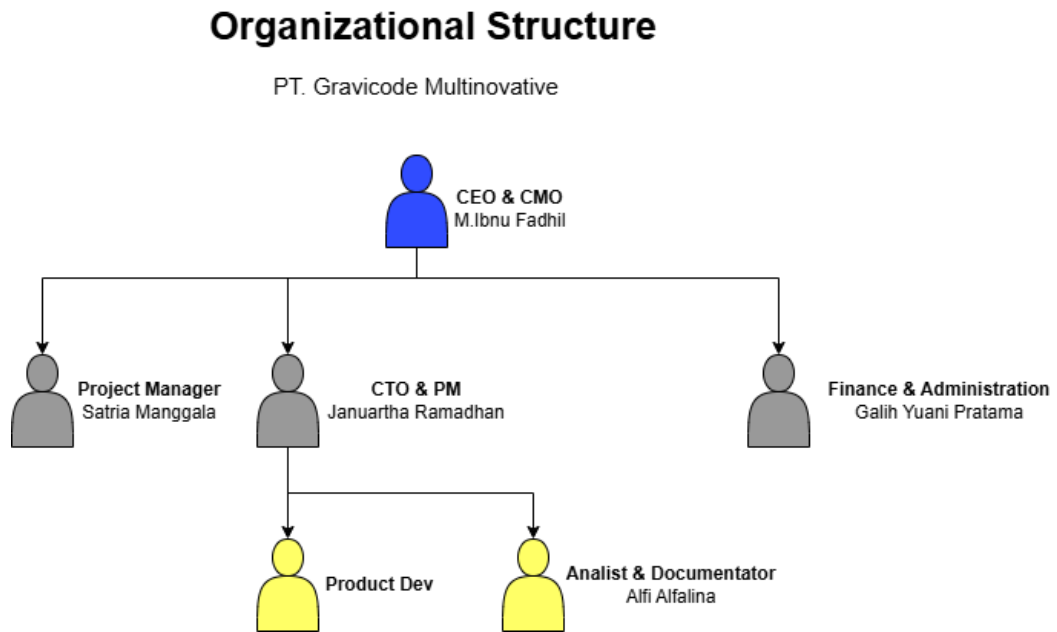 Organizational Structure
PT. Gravicode Multinovative
CEO & CMO
M.Ibnu Fadhil
Project Manager
Satria Manggala
CTO & PM
Januartha Ramadhan
Finance & Administration
Galih Yuani Pratama
Product Dev
Analist & Documentator
Alfi Alfalina